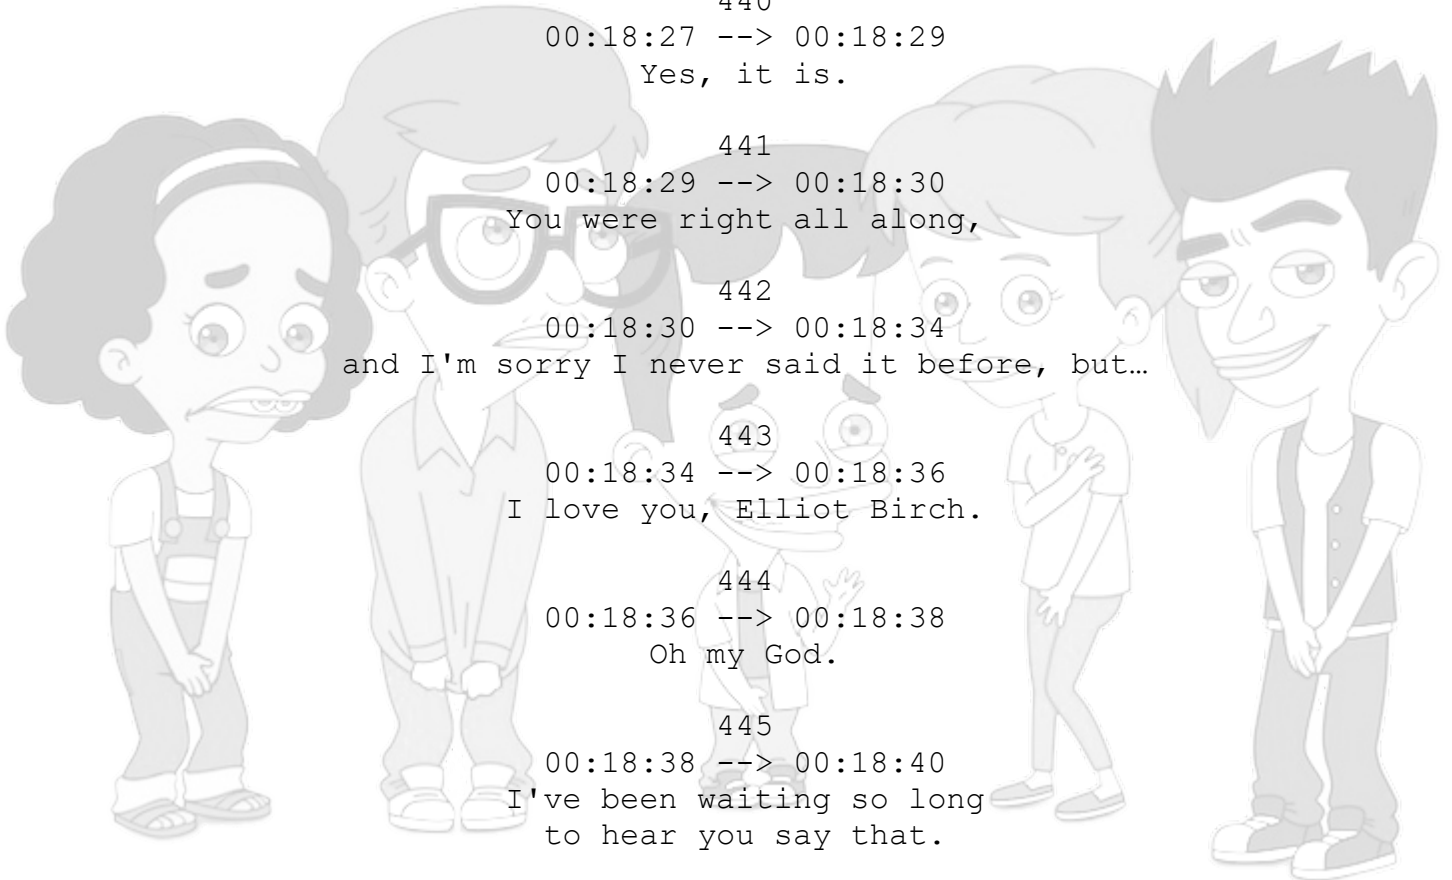 440
00:18:27 --> 00:18:29
Yes, it is.
441
00:18:29 --> 00:18:30
You were right all along,
442
00:18:30 --> 00:18:34
and I'm sorry I never said it before, but…
443
00:18:34 --> 00:18:36
I love you, Elliot Birch.
444
00:18:36 --> 00:18:38
Oh my God.
445
00:18:38 --> 00:18:40
I've been waiting so long
to hear you say that.